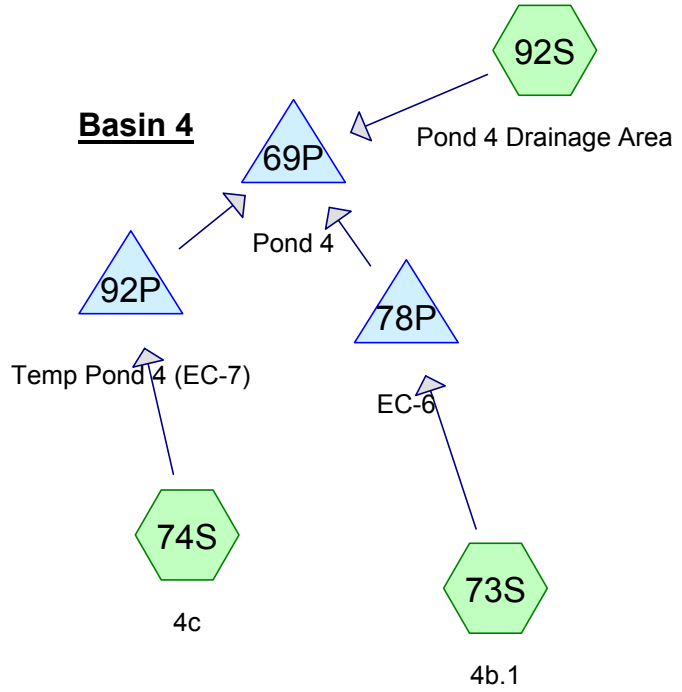 92S
Basin 4
Pond 4 Drainage Area
69P
Pond 4
92P
78P
Temp Pond 4 (EC-7)
EC-6
74S
73S
4c
4b.1